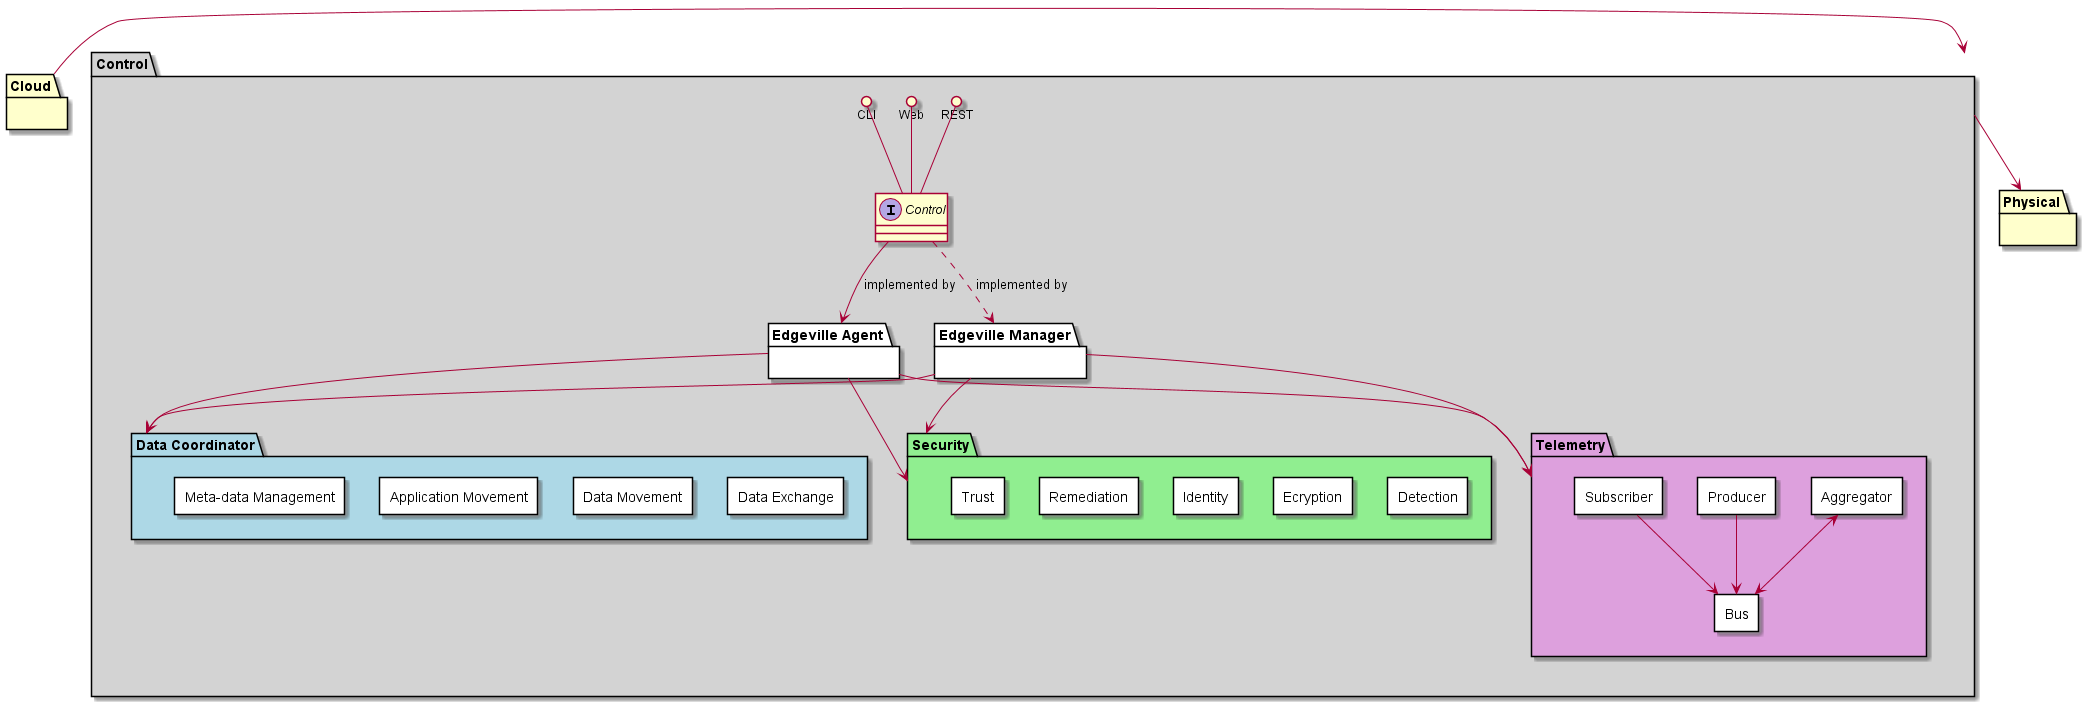 Control
Cloud
CLI
Web
REST
Physical
I
Control
implemented by
implemented by
Edgeville Agent
Edgeville Manager
Data Coordinator
Security
Telemetry
Meta-data Management
Application Movement
Data Movement
Data Exchange
Trust
Remediation
Identity
Ecryption
Detection
Subscriber
Producer
Aggregator
Bus